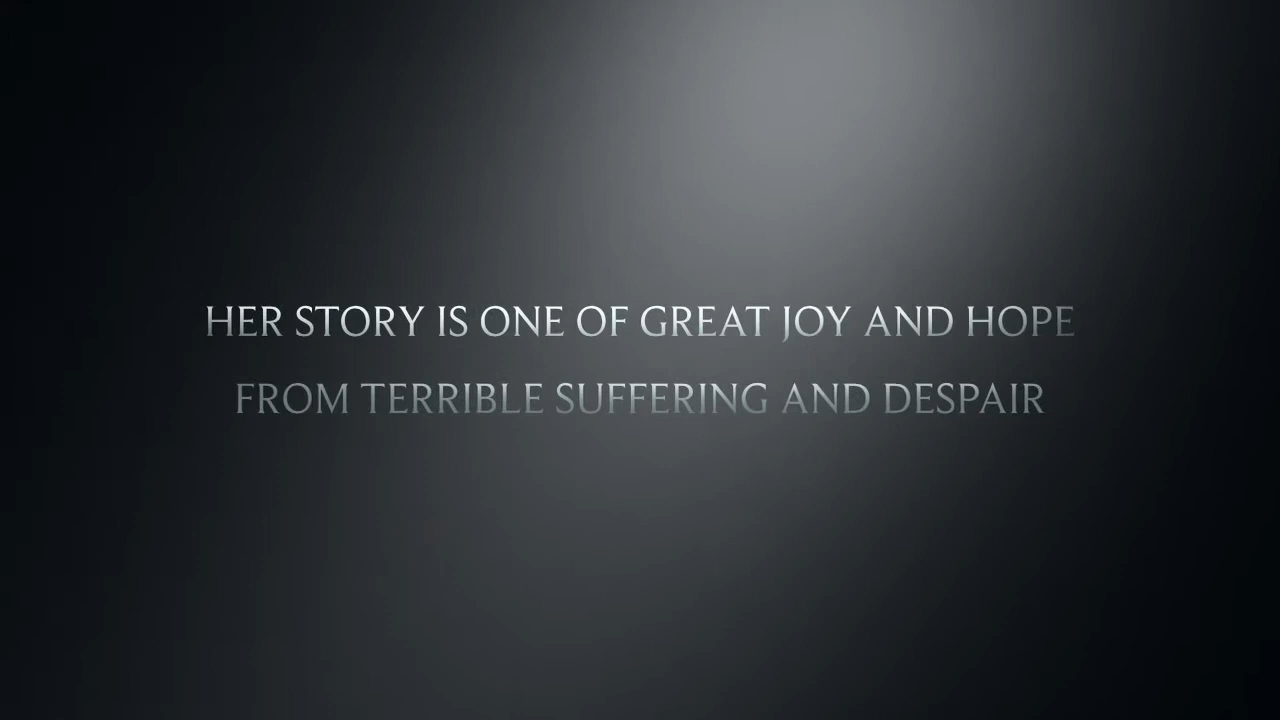 HER STORY IS ONE OF GREAT JOY AND HOPE
FROM TERRIBLE SUFFERING AND DESPAIR